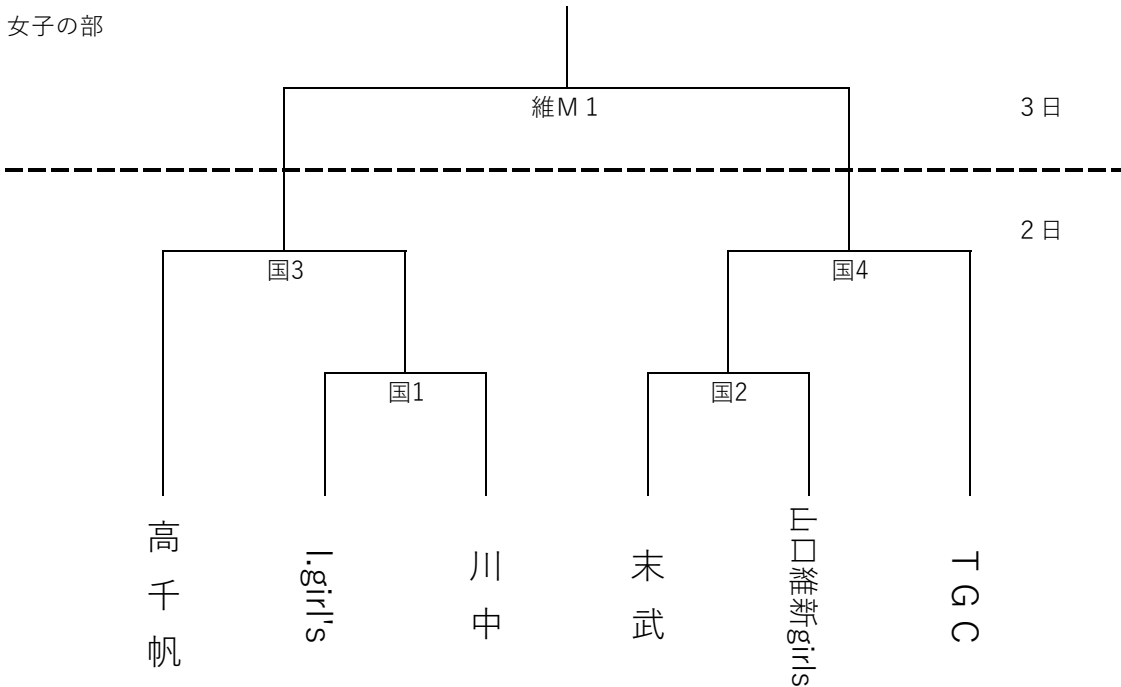 女子の部
維M 1
3 日
2 日
国3
国4
国1
国2
高千帆
I.girl's
川中
末武
山口維新girls
TGC